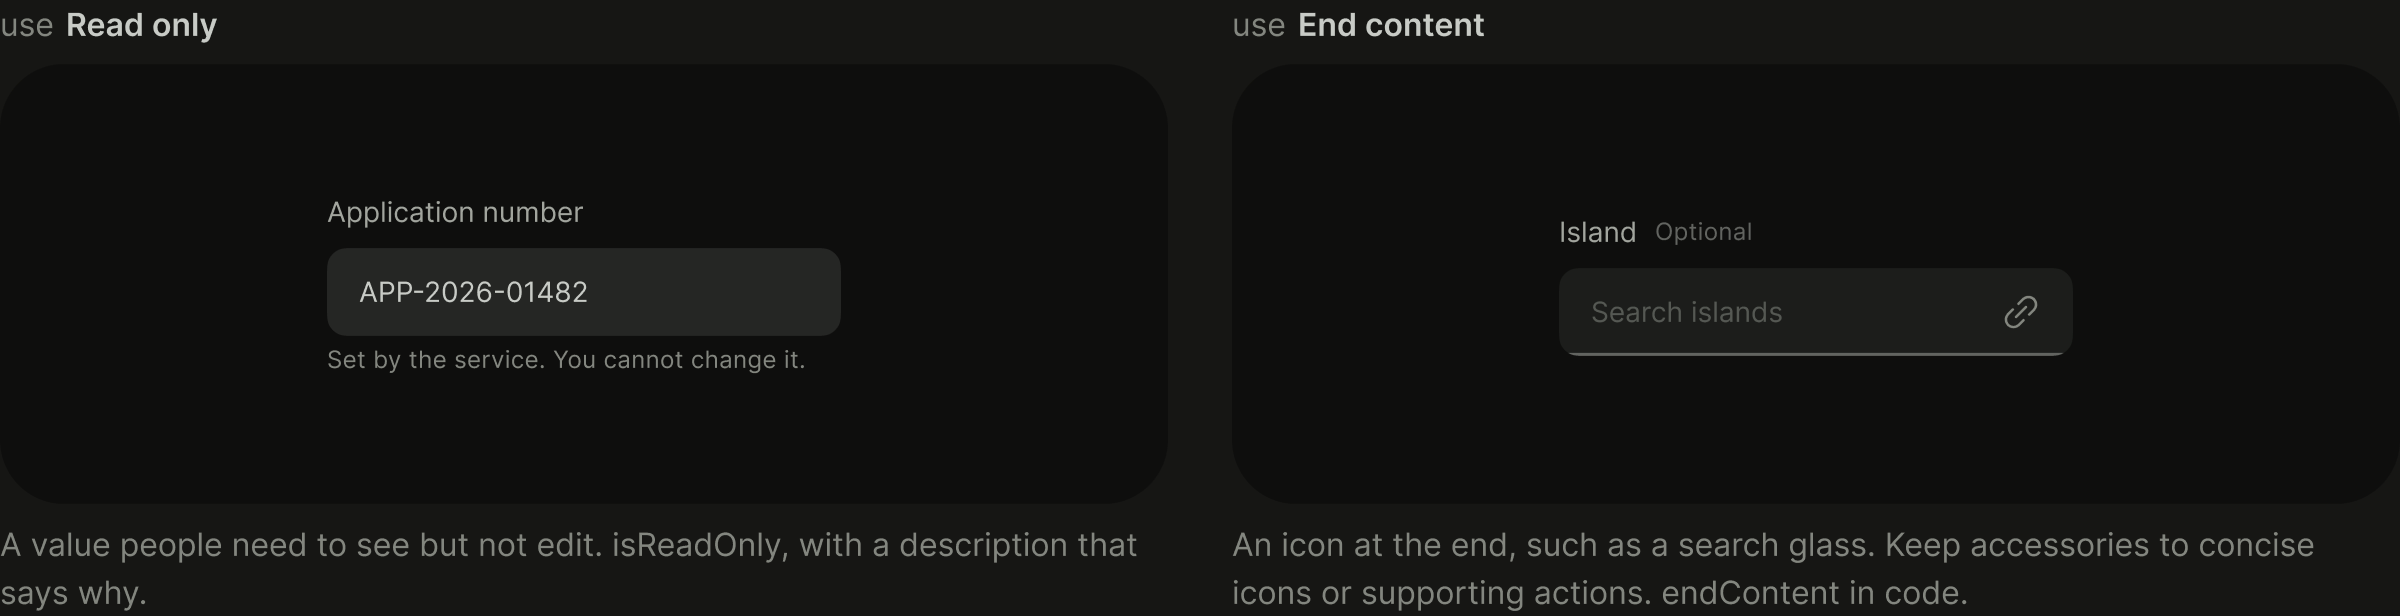 use Read only
Application number
APP-2026-01482
Set by the service. You cannot change it.
A value people need to see but not edit. isReadOnly, with a description that
says why.
use End content
Island Optional
Search islands
An icon at the end, such as a search glass. Keep accessories to concise
icons or supporting actions. endContent in code.